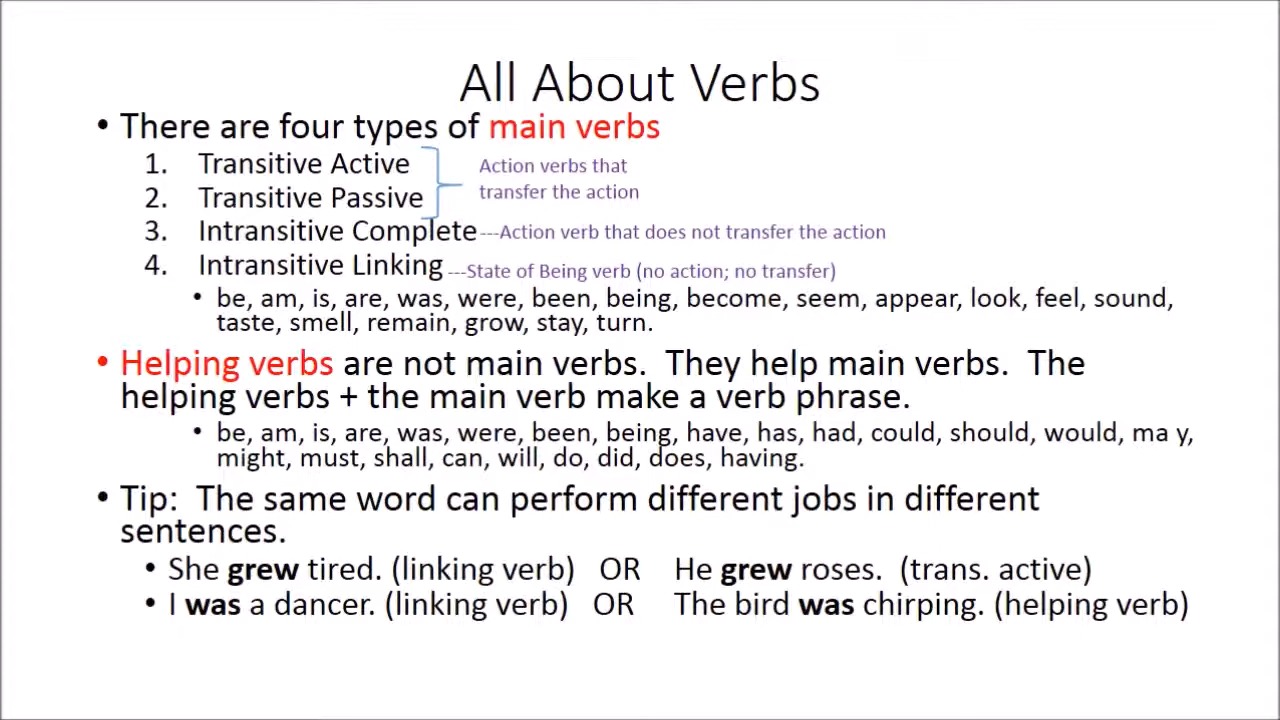 All About Verbs
• There are four types of main verbs
1. Transitive Active
Action verbs that
2. Transitive Passive
transfer the action
3. Intransitive Complete ---Action verb that does not transfer the action
4. Intransitive Linking ---State of Being verb (no action; no transfer)
• be, am, is, are, was, were, been, being, become, seem, appear, look, feel, sound,
taste, smell, remain, grow, stay, turn.
• Helping verbs are not main verbs. They help main verbs. The
helping verbs + the main verb make a verb phrase.
• be, am, is, are, was, were, been, being, have, has, had, could, should, would, ma y,
might, must, shall, can, will, do, did, does, having.
• Tip: The same word can perform different jobs in different
sentences.
• She grew tired. (linking verb) OR He grew roses. (trans. active)
• I was a dancer. (linking verb) OR The bird was chirping. (helping verb)